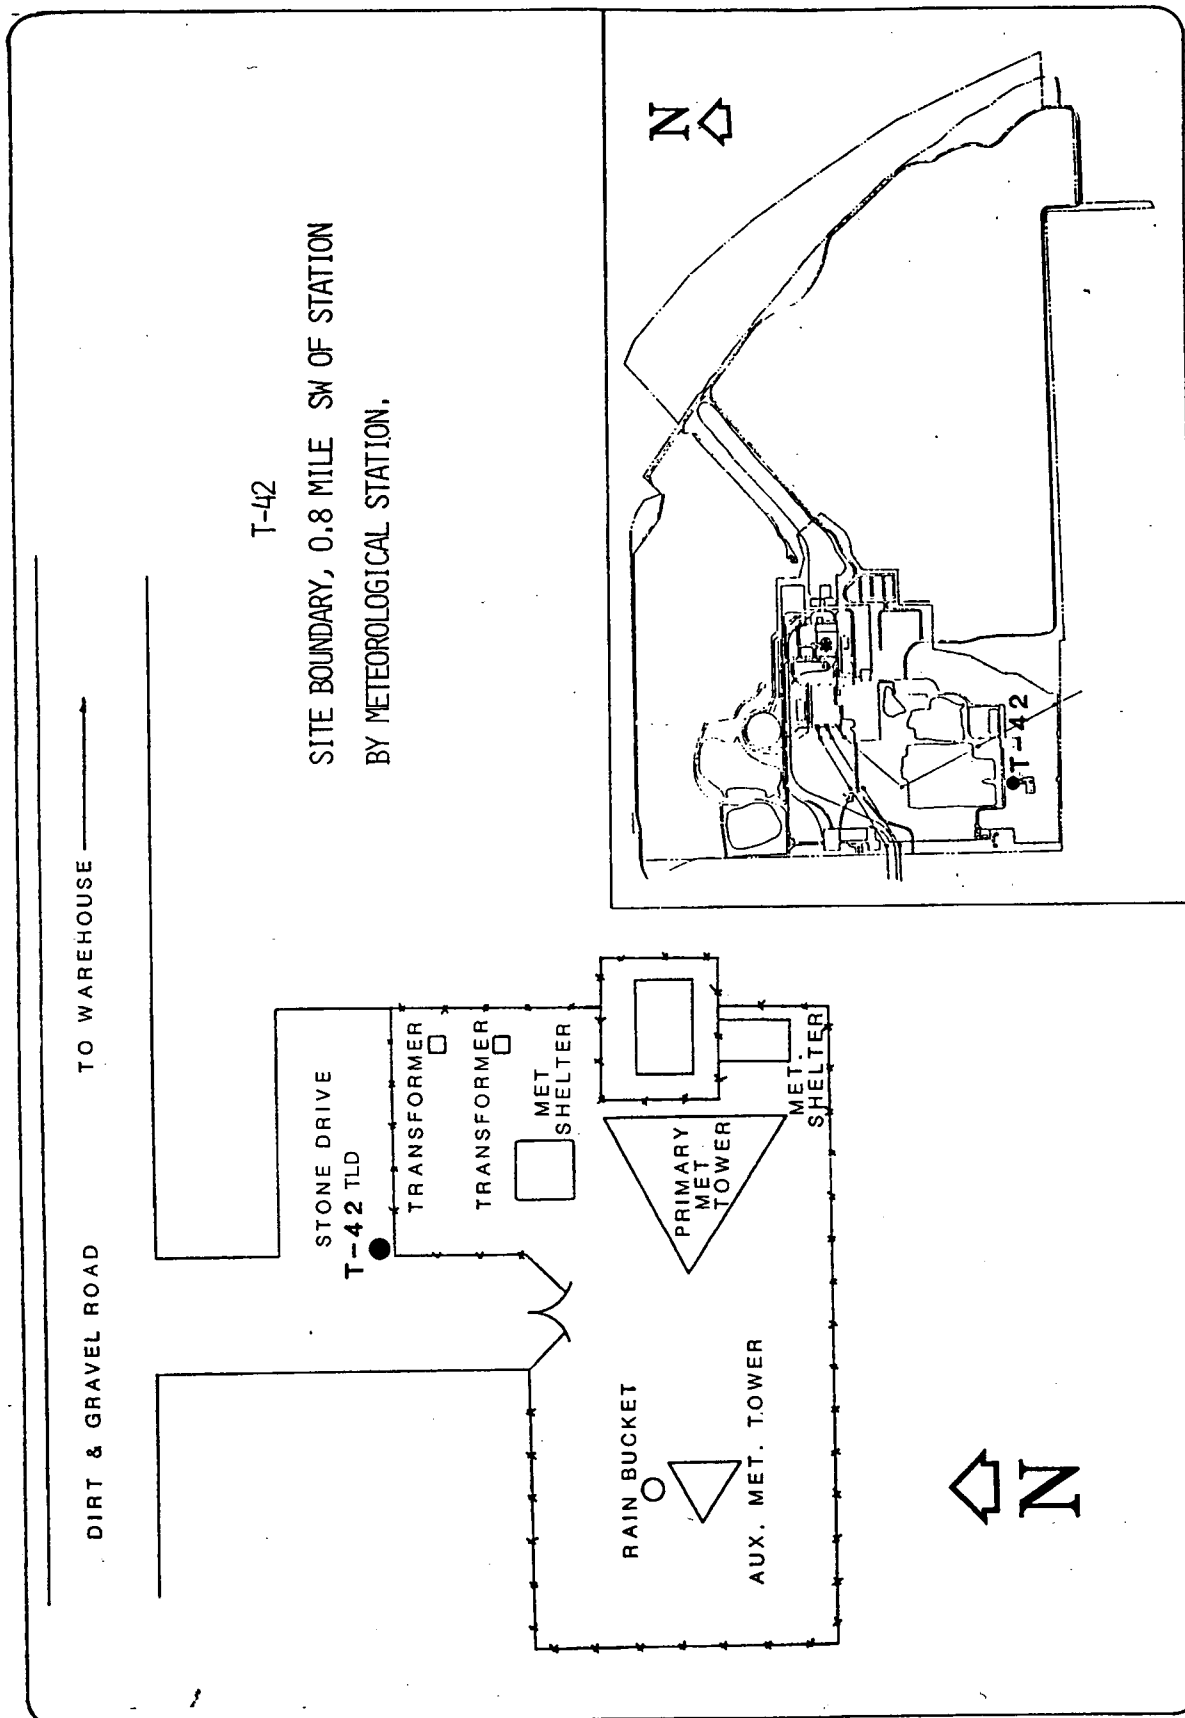 DIRT & GRAVEL ROAD
TO WAREHOUSE
T-42
SITE BOUNDARY, 0.8 MILE SW OF STATION
BY METEOROLOGICAL STATION.
STONE DRIVE
T-42 TLD
TRANSFORMER
TRANSFORMER
MET
SHELTER
PRIMARY
MET
TOWER
MET.
SHELTER
RAIN BUCKET
AUX. MET. TOWER
N
N
T-42